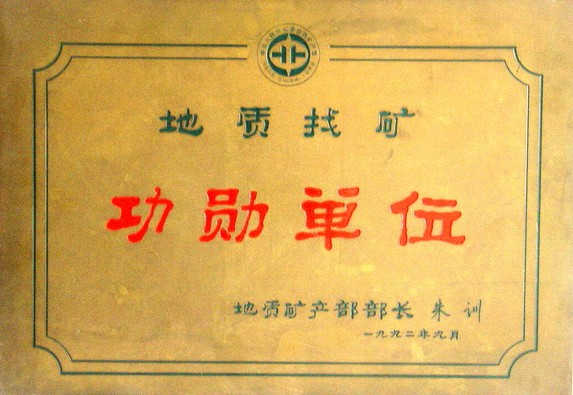 地质找矿
功勋单位
地质矿产部部长 朱训
一九九二年九月